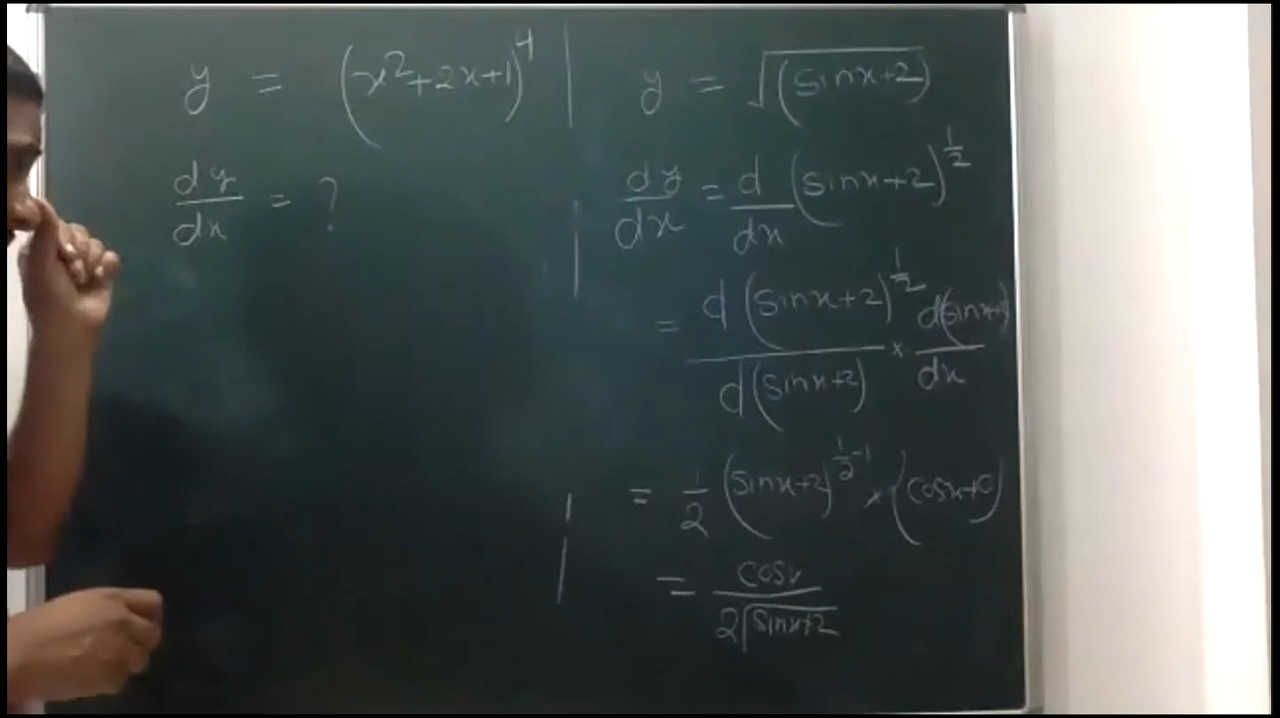 y = (x²+2x+1)⁴
dy/dx = ?
y = √(sinx+2)
dy/dx = d/dx (sinx+2)^(1/2)
= d(sinx+2)^(1/2) / d(sinx+2) × d(sinx+2)/dx
= 1/2 (sinx+2)^(1/2-1) × (cosx+0)
= cosx / 2√sinx+2